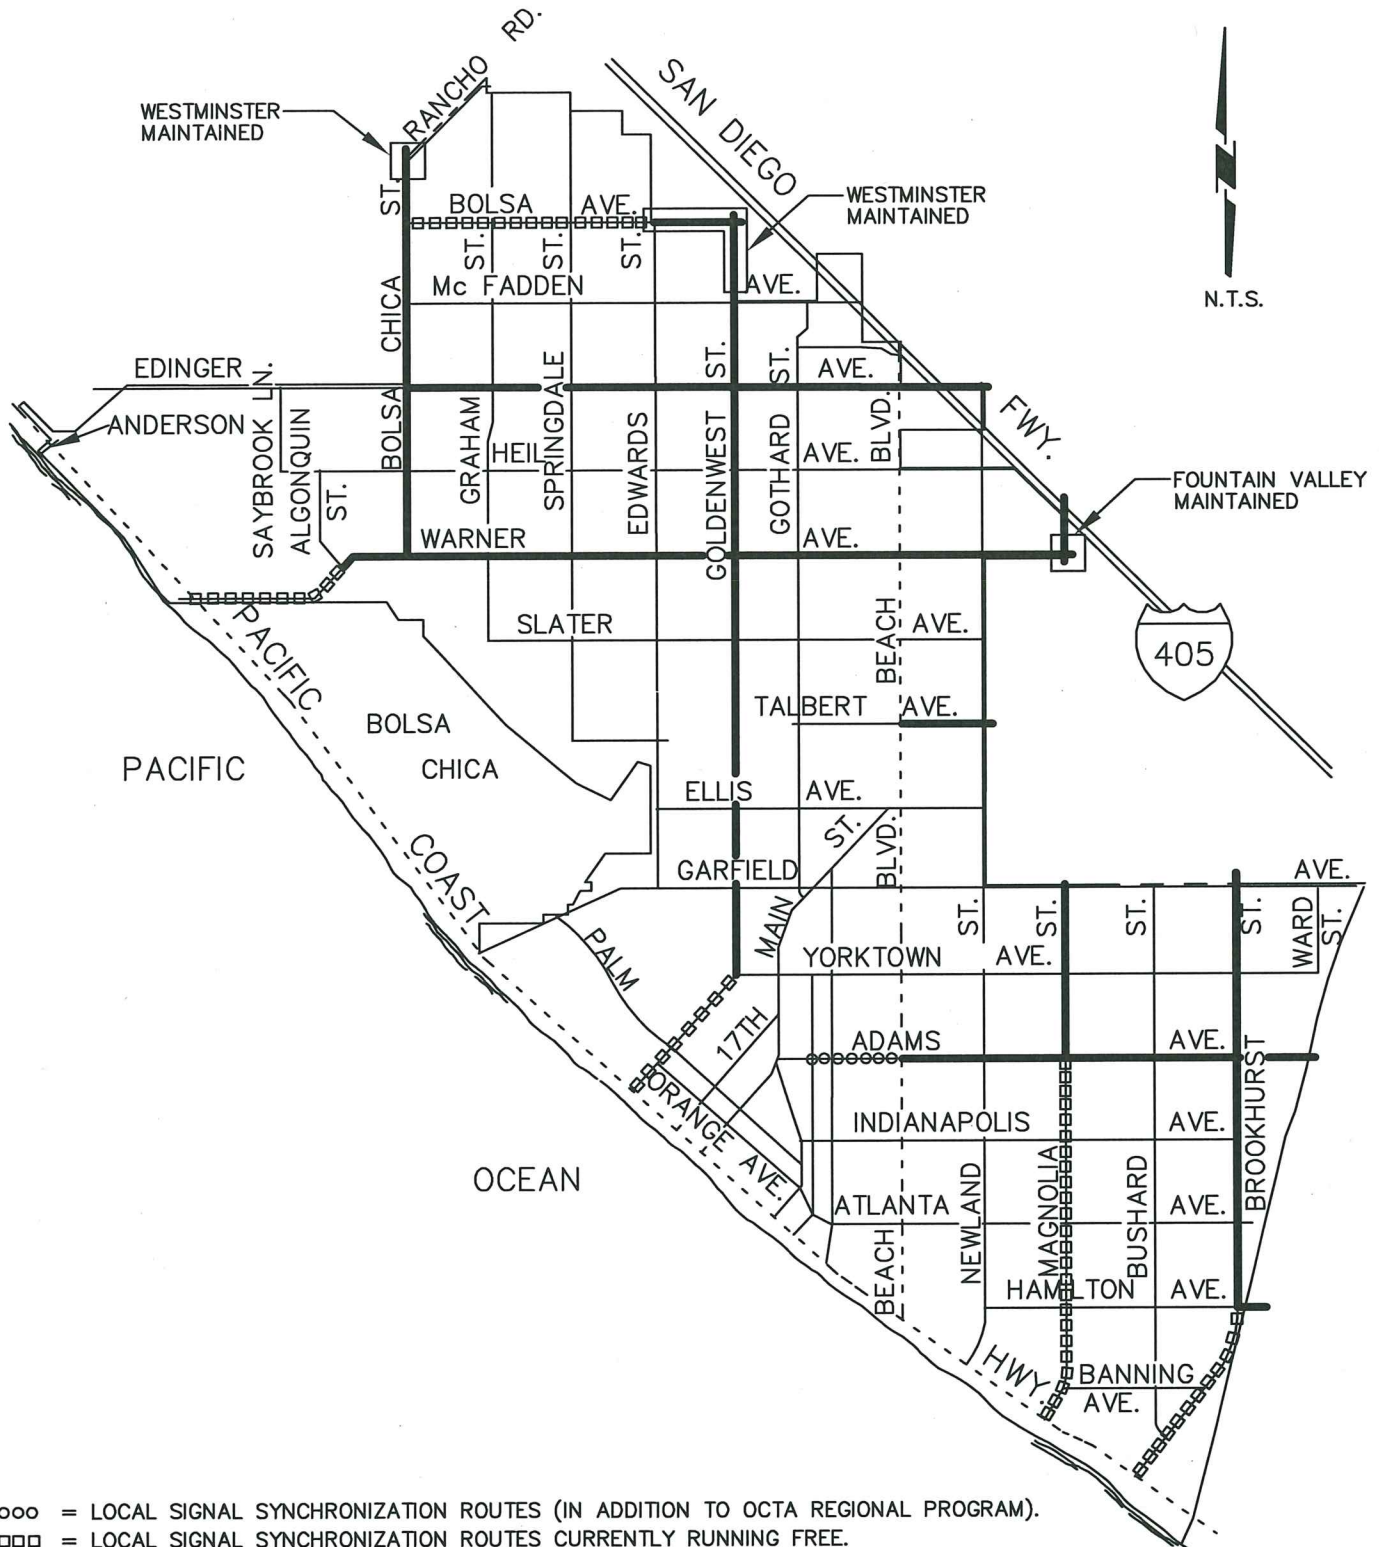 RANCHO RD.
WESTMINSTER
MAINTAINED
SAN DIEGO
WESTMINSTER
MAINTAINED
BOLSA AVE.
ST.
ST.
ST.
ST.
Mc FADDEN AVE.
N.T.S.
EDINGER
AVE.
ANDERSON
SAYBROOK LN.
ALGONQUIN
ST.
BOLSA CHICA
GRAHAM
HEIL
AVE.
SPRINGDALE
EDWARDS
GOLDENWEST ST.
GOTHARD ST.
BLVD.
FWY.
FOUNTAIN VALLEY
MAINTAINED
WARNER AVE.
SLATER AVE.
BEACH
405
TALBERT AVE.
PACIFIC
BOLSA
CHICA
PACIFIC
COAST
ELLIS AVE.
ST.
BLVD.
GARFIELD
AVE.
MAIN
ST.
ST.
ST.
ST.
WARD
ST.
PALM
YORKTOWN AVE.
17TH
ADAMS AVE.
ORANGE AVE.
INDIANAPOLIS AVE.
BROOKHURST
OCEAN
ATLANTA AVE.
NEWLAND
MAGNOLIA
BUSHARD
BEACH
HAMILTON AVE.
HWY.
BANNING
AVE.
= LOCAL SIGNAL SYNCHRONIZATION ROUTES (IN ADDITION TO OCTA REGIONAL PROGRAM).
= LOCAL SIGNAL SYNCHRONIZATION ROUTES CURRENTLY RUNNING FREE.